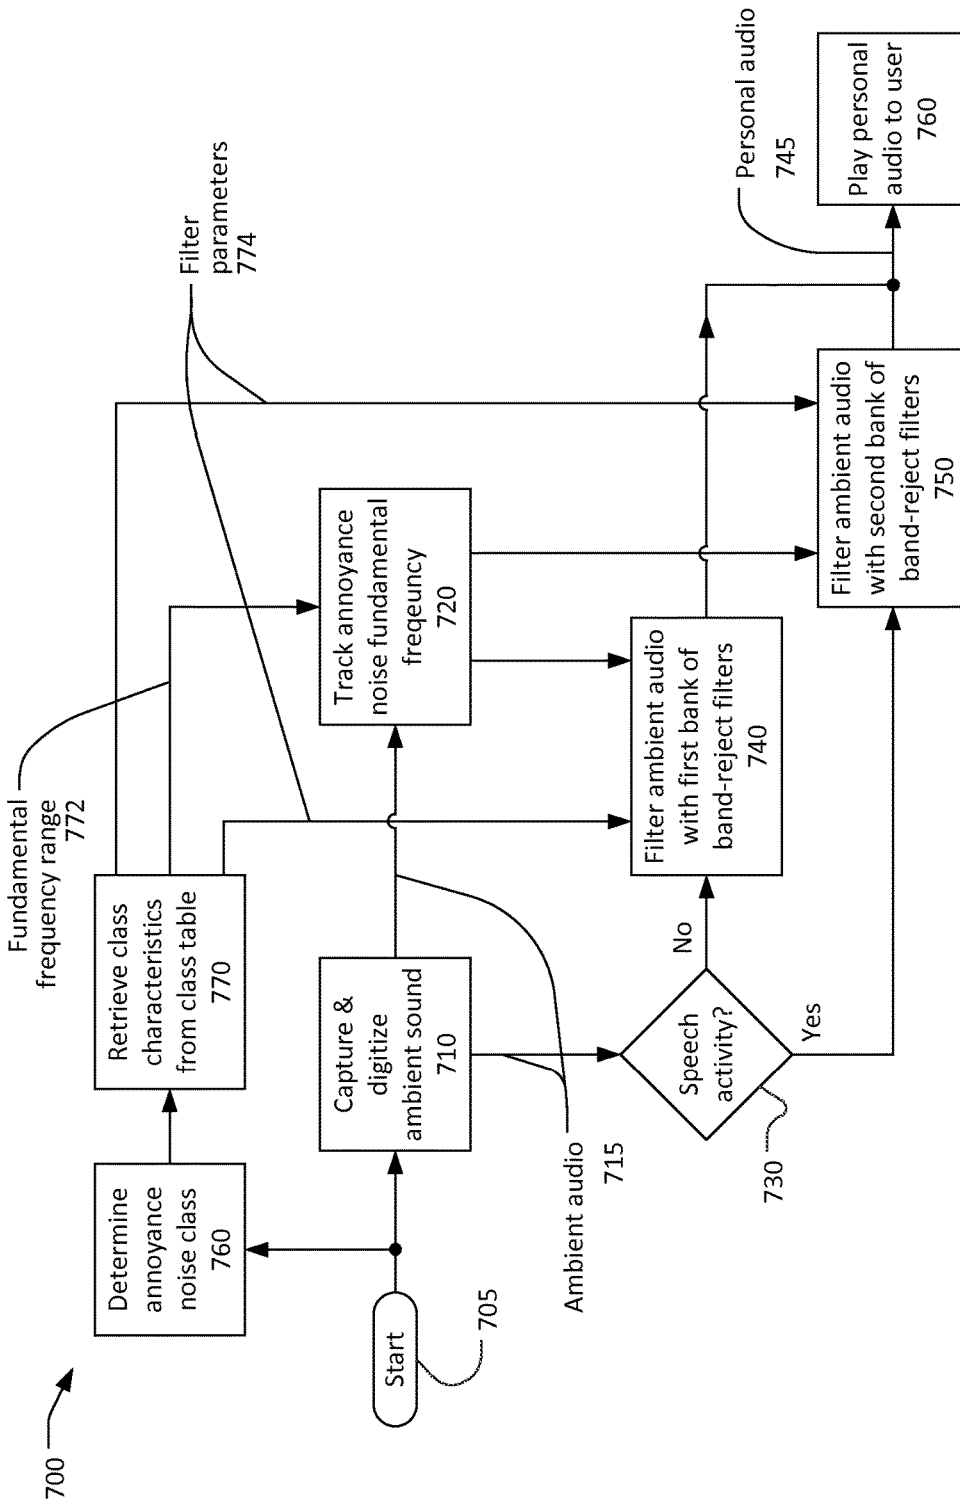 700
Start
705
Determine
annoyance
noise class
760
Retrieve class
characteristics
from class table
770
Fundamental
frequency range
772
Filter
parameters
774
Capture &
digitize
ambient sound
710
Ambient audio
715
Track annoyance
noise fundamental
freqeuncy
720
Speech
activity?
730
No
Yes
Filter ambient audio
with first bank of
band-reject filters
740
Filter ambient audio
with second bank of
band-reject filters
750
Personal audio
745
Play personal
audio to user
760